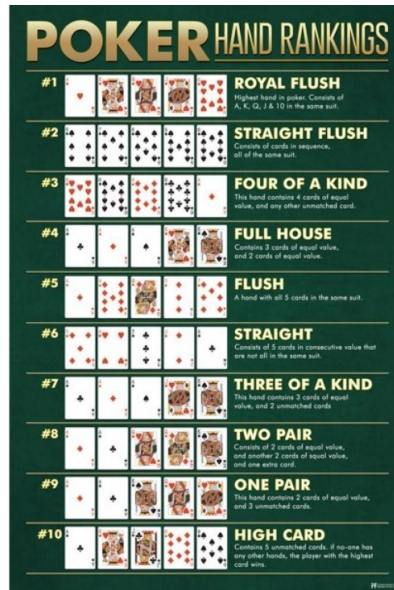 POKER HAND RANKINGS
#1
ROYAL FLUSH
Highest hand in poker. Consists of
A, K, Q, J & 10 in the same suit.
#2
STRAIGHT FLUSH
Consists of cards in sequence,
all of the same suit.
#3
FOUR OF A KIND
This hand contains 4 cards of equal
value, and any other unmatched card.
#4
FULL HOUSE
Contains 3 cards of equal value,
and 2 cards of equal value.
#5
FLUSH
A hand with all 5 cards in the same suit.
#6
STRAIGHT
Consists of 5 cards in consecutive value that
are not all in the same suit.
#7
THREE OF A KIND
This hand contains 3 cards of equal
value, and 2 unmatched cards
#8
TWO PAIR
Consists of 2 cards of equal value,
and another 2 cards of equal value,
and one extra card.
#9
ONE PAIR
This hand contains 2 cards of equal value,
and 3 unmatched cards.
#10
HIGH CARD
Contains 5 unmatched cards. if no-one has
any other hands, the player with the highest
card wins.